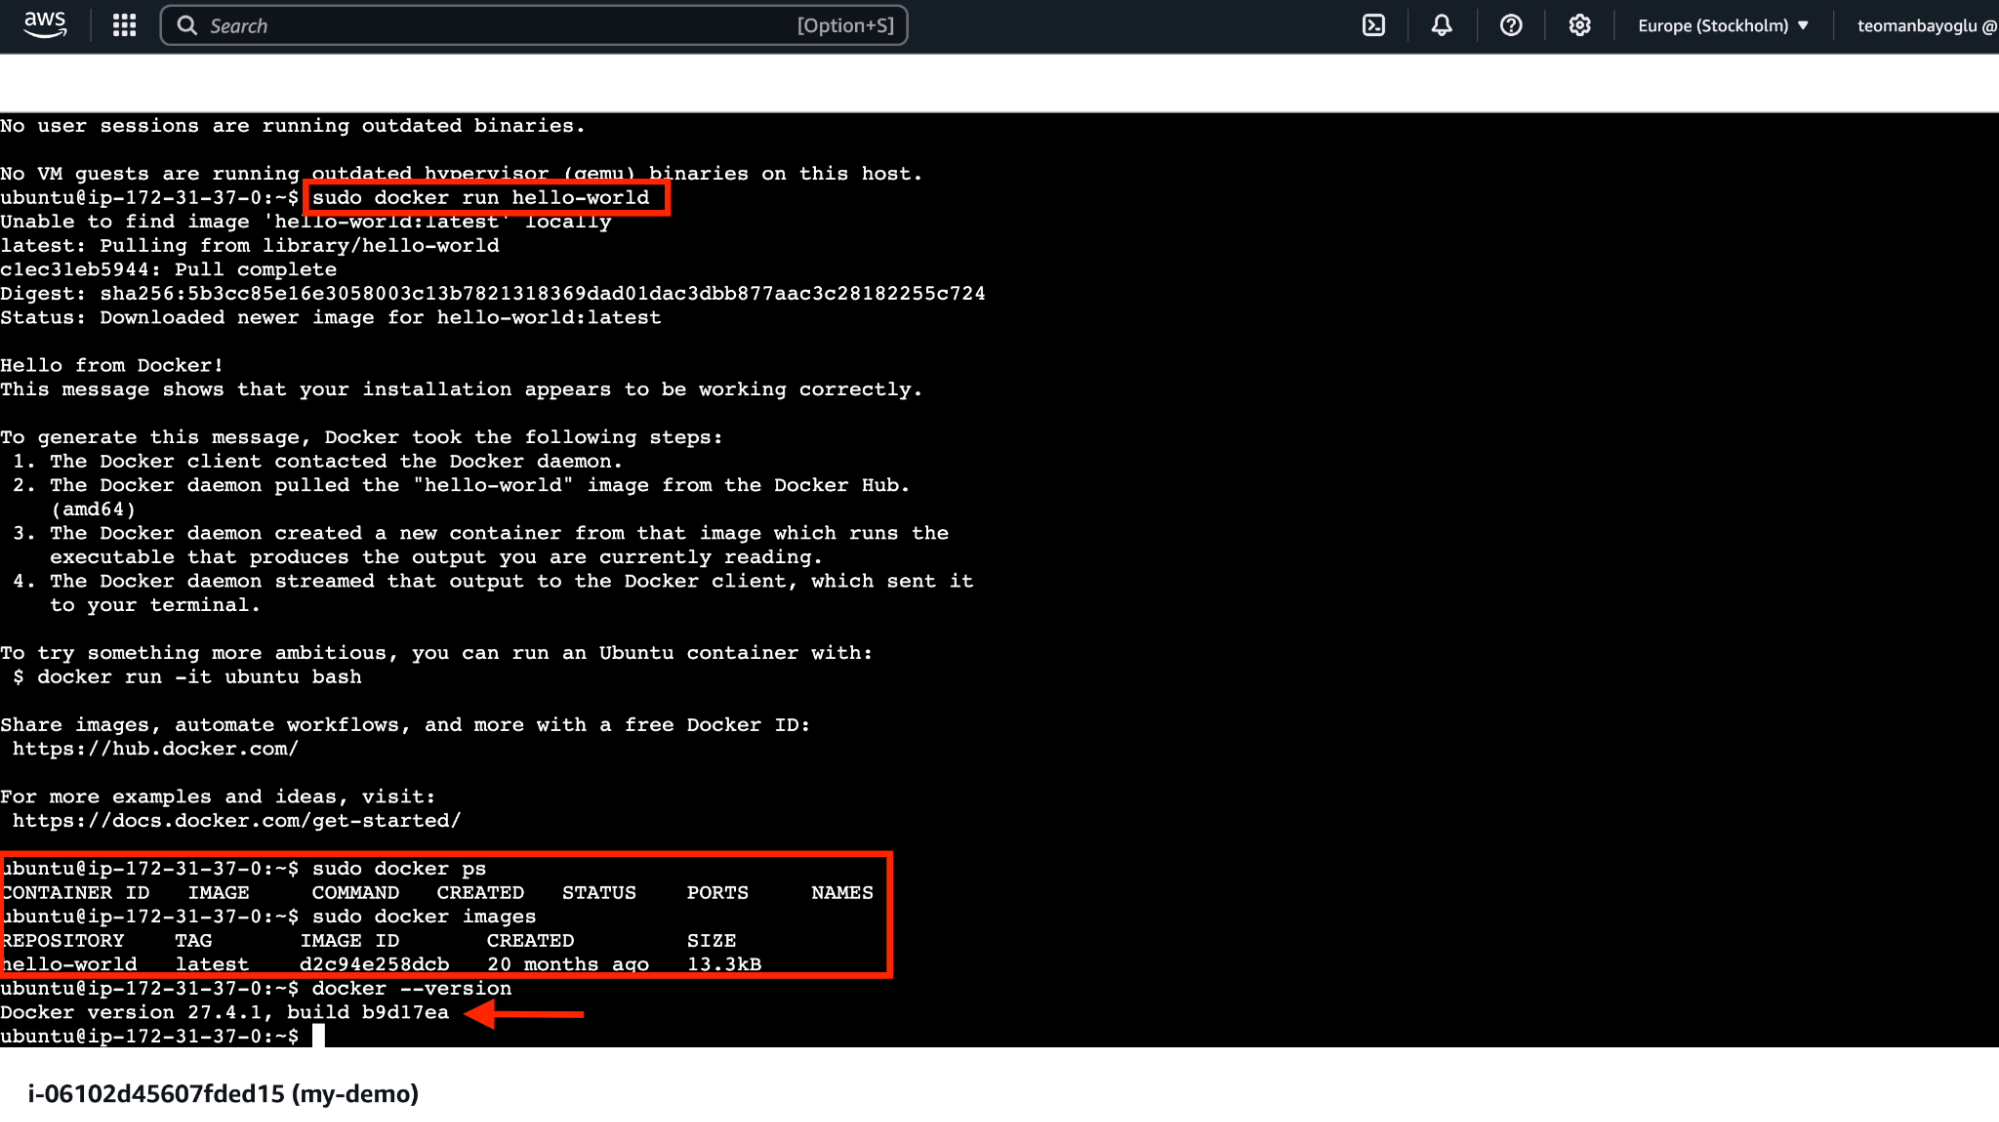 aws
Search [Option+S]
Europe (Stockholm) ▼
teomanbayoglu @
No user sessions are running outdated binaries.
No VM guests are running outdated hypervisor (qemu) binaries on this host.
ubuntu@ip-172-31-37-0:~$ sudo docker run hello-world
Unable to find image 'hello-world:latest' locally
latest: Pulling from library/hello-world
c1ec31eb5944: Pull complete
Digest: sha256:5b3cc85e16e3058003c13b7821318369dad01dac3dbb877aac3c28182255c724
Status: Downloaded newer image for hello-world:latest
Hello from Docker!
This message shows that your installation appears to be working correctly.
To generate this message, Docker took the following steps:
1. The Docker client contacted the Docker daemon.
2. The Docker daemon pulled the "hello-world" image from the Docker Hub.
(amd64)
3. The Docker daemon created a new container from that image which runs the
executable that produces the output you are currently reading.
4. The Docker daemon streamed that output to the Docker client, which sent it
to your terminal.
To try something more ambitious, you can run an Ubuntu container with:
$ docker run -it ubuntu bash
Share images, automate workflows, and more with a free Docker ID:
https://hub.docker.com/
For more examples and ideas, visit:
https://docs.docker.com/get-started/
ubuntu@ip-172-31-37-0:~$ sudo docker ps
CONTAINER ID IMAGE COMMAND CREATED STATUS PORTS NAMES
ubuntu@ip-172-31-37-0:~$ sudo docker images
REPOSITORY TAG IMAGE ID CREATED SIZE
hello-world latest d2c94e258dcb 20 months ago 13.3kB
ubuntu@ip-172-31-37-0:~$ docker --version
Docker version 27.4.1, build b9d17ea
ubuntu@ip-172-31-37-0:~$
i-06102d45607fded15 (my-demo)